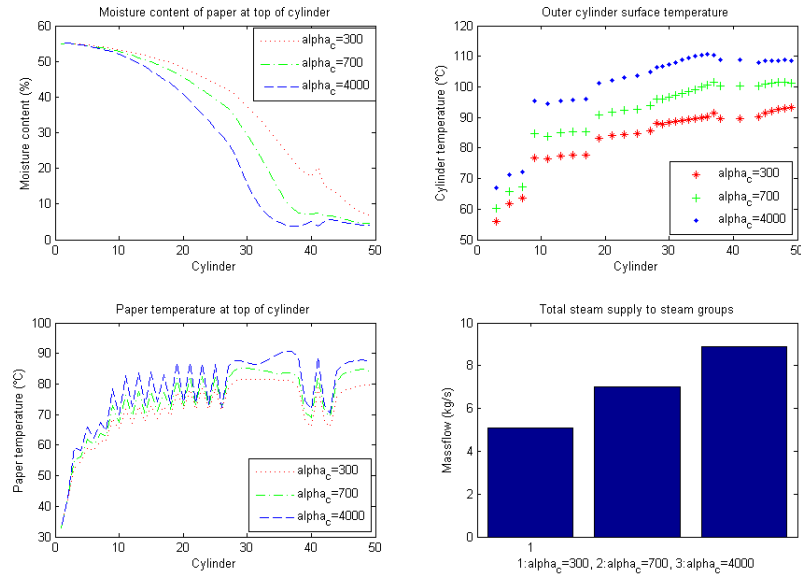 Moisture content of paper at top of cylinder
60
50
40
30
20
10
0
Moisture content (%)
alpha_c=300
alpha_c=700
alpha_c=4000
0 10 20 30 40 50
Cylinder
Outer cylinder surface temperature
120
110
100
90
80
70
60
50
Cylinder temperature (°C)
alpha_c=300
alpha_c=700
alpha_c=4000
0 10 20 30 40 50
Cylinder
Paper temperature at top of cylinder
100
90
80
70
60
50
40
30
Paper temperature (°C)
alpha_c=300
alpha_c=700
alpha_c=4000
0 10 20 30 40 50
Cylinder
Total steam supply to steam groups
10
8
6
4
2
0
Massflow (kg/s)
1
1:alpha_c=300, 2:alpha_c=700, 3:alpha_c=4000